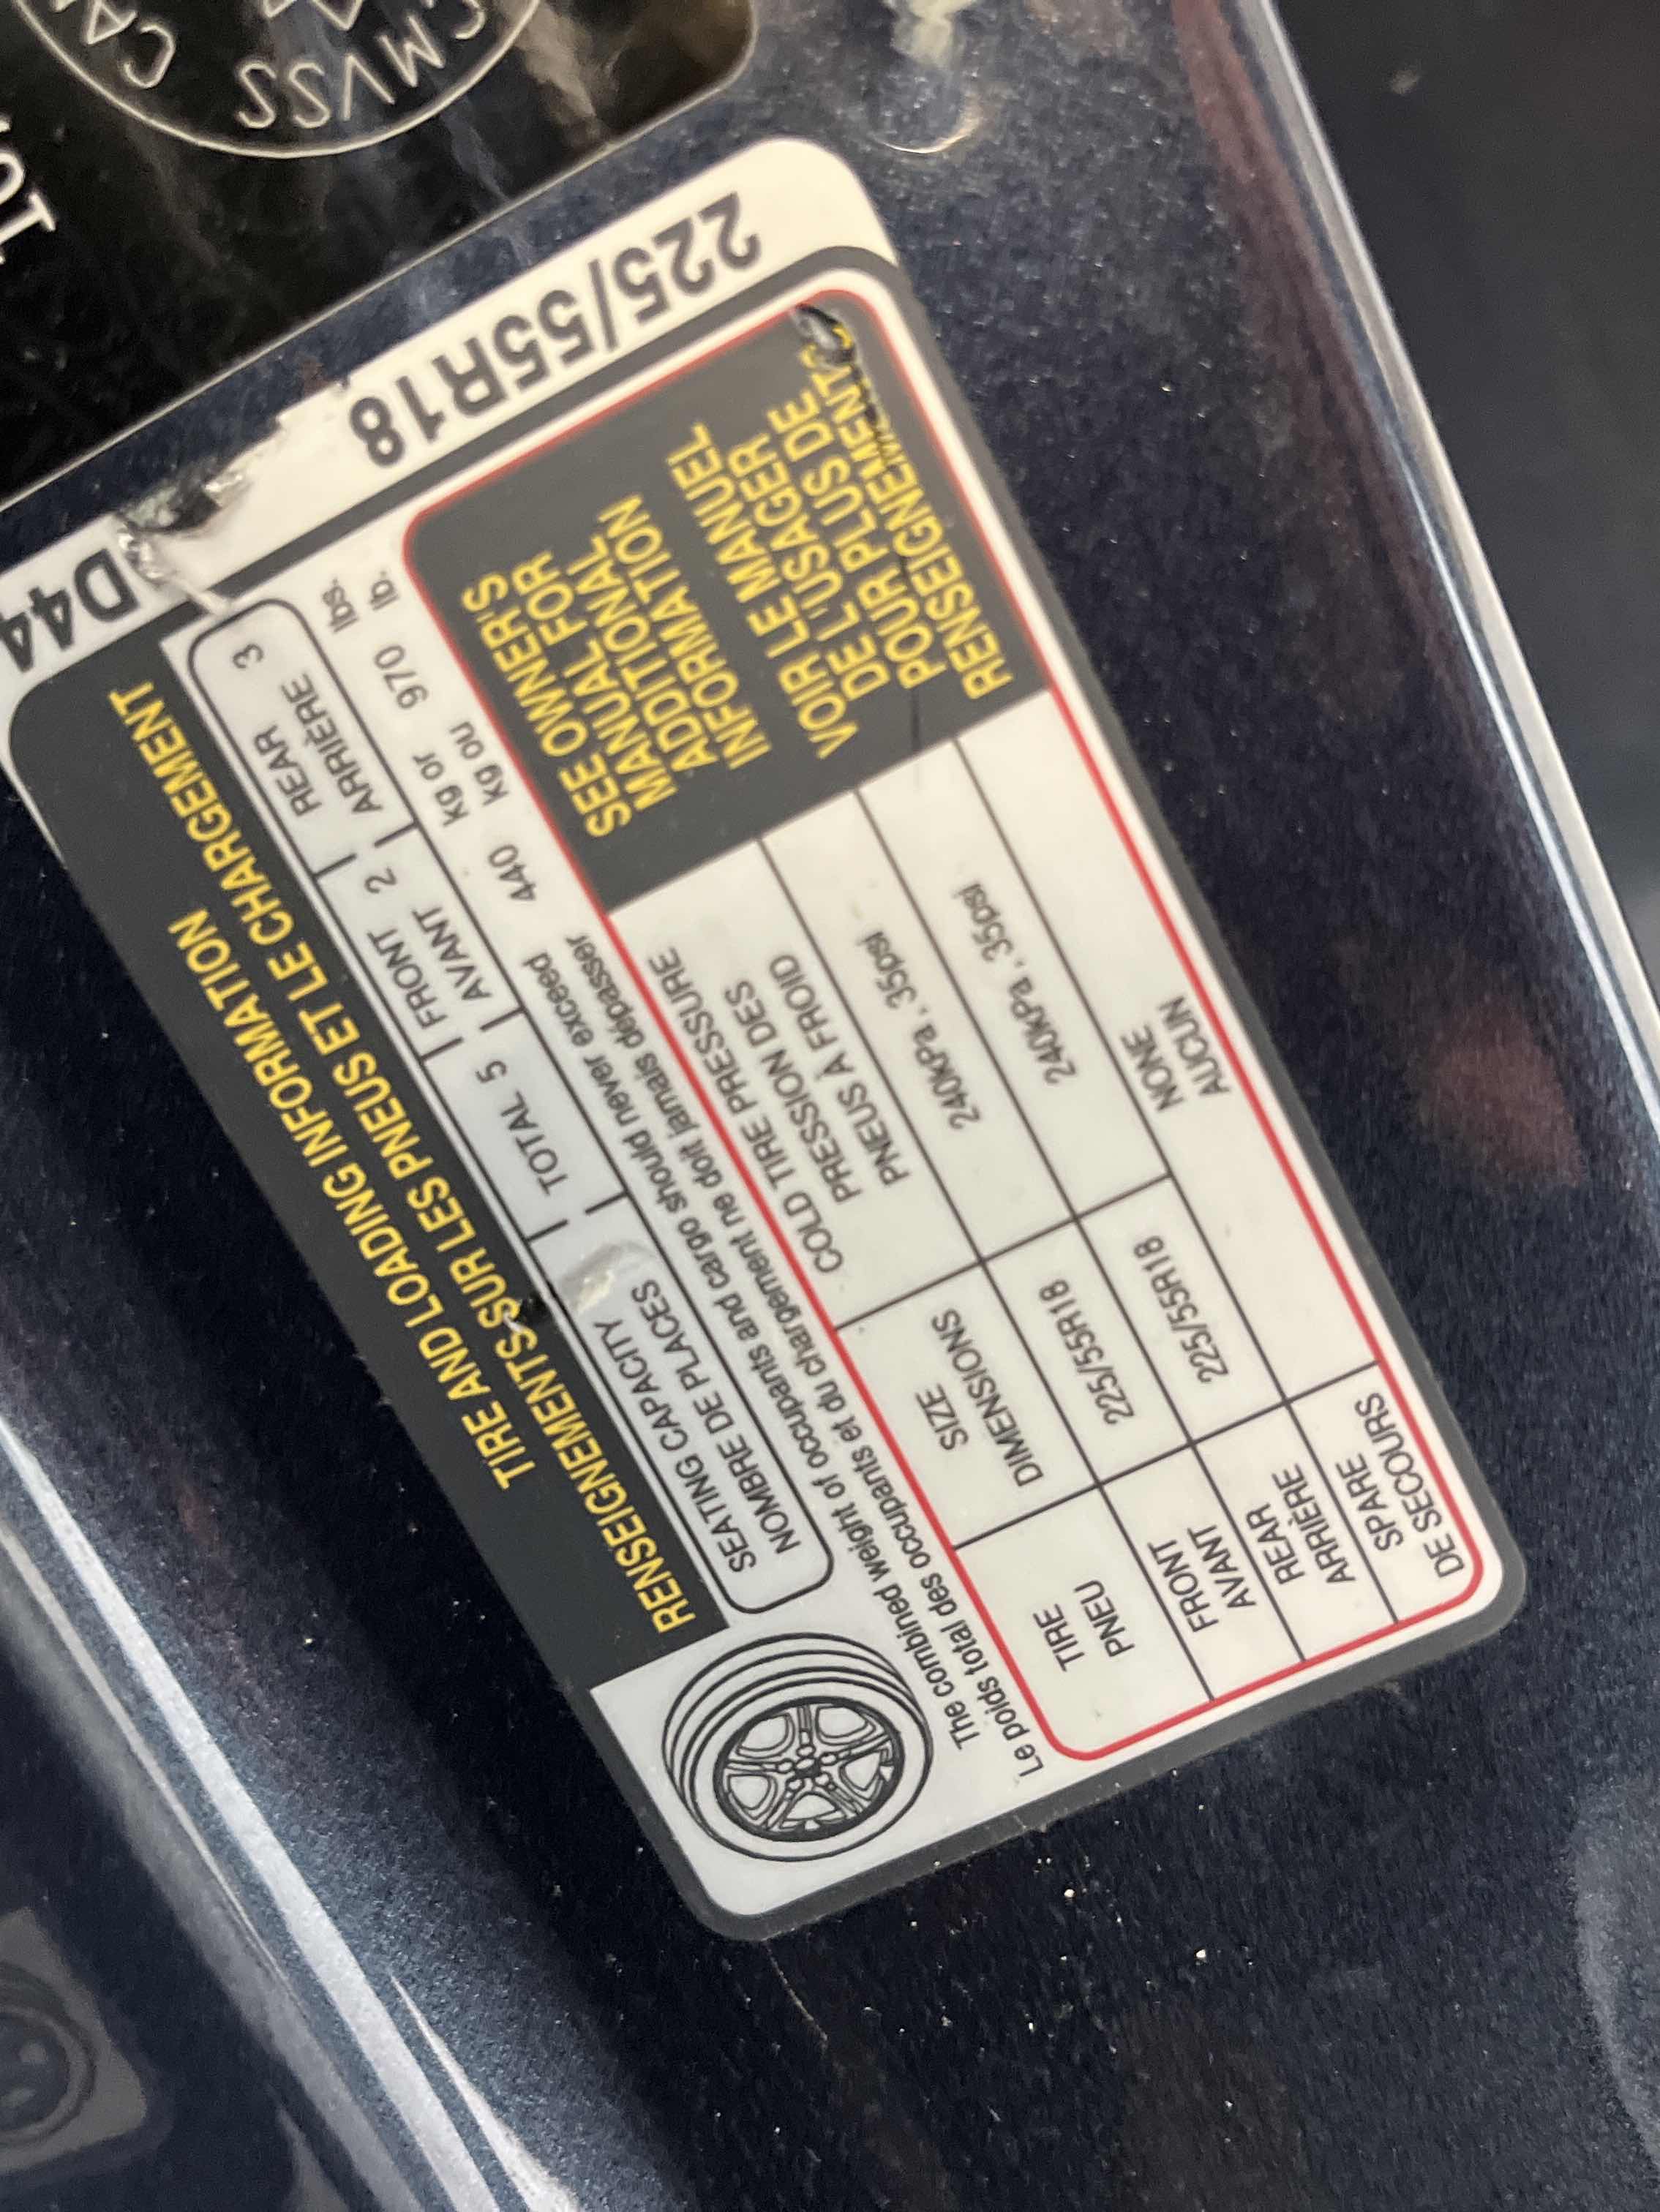 CMVSS
D44
225/55R18
TIRE AND LOADING INFORMATION
RENSEIGNEMENTS SUR LES PNEUS ET LE CHARGEMENT
SEATING CAPACITY | TOTAL 5 | FRONT 2 | REAR 3
NOMBRE DE PLACES | AVANT | ARRIÈRE
The combined weight of occupants and cargo should never exceed 440 kg or 970 lbs.
Le poids total des occupants et du chargement ne doit jamais dépasser kg ou lb.
TIRE
PNEU
SIZE
DIMENSIONS
COLD TIRE PRESSURE
PRESSION DES
PNEUS À FROID
FRONT
AVANT
225/55R18
240kPa , 35psi
REAR
ARRIÈRE
225/55R18
240kPa , 35psi
SPARE
DE SECOURS
NONE
AUCUN
SEE OWNER'S
MANUAL FOR
ADDITIONAL
INFORMATION
VOIR LE MANUEL
DE L'USAGER
POUR PLUS DE
RENSEIGNEMENTS